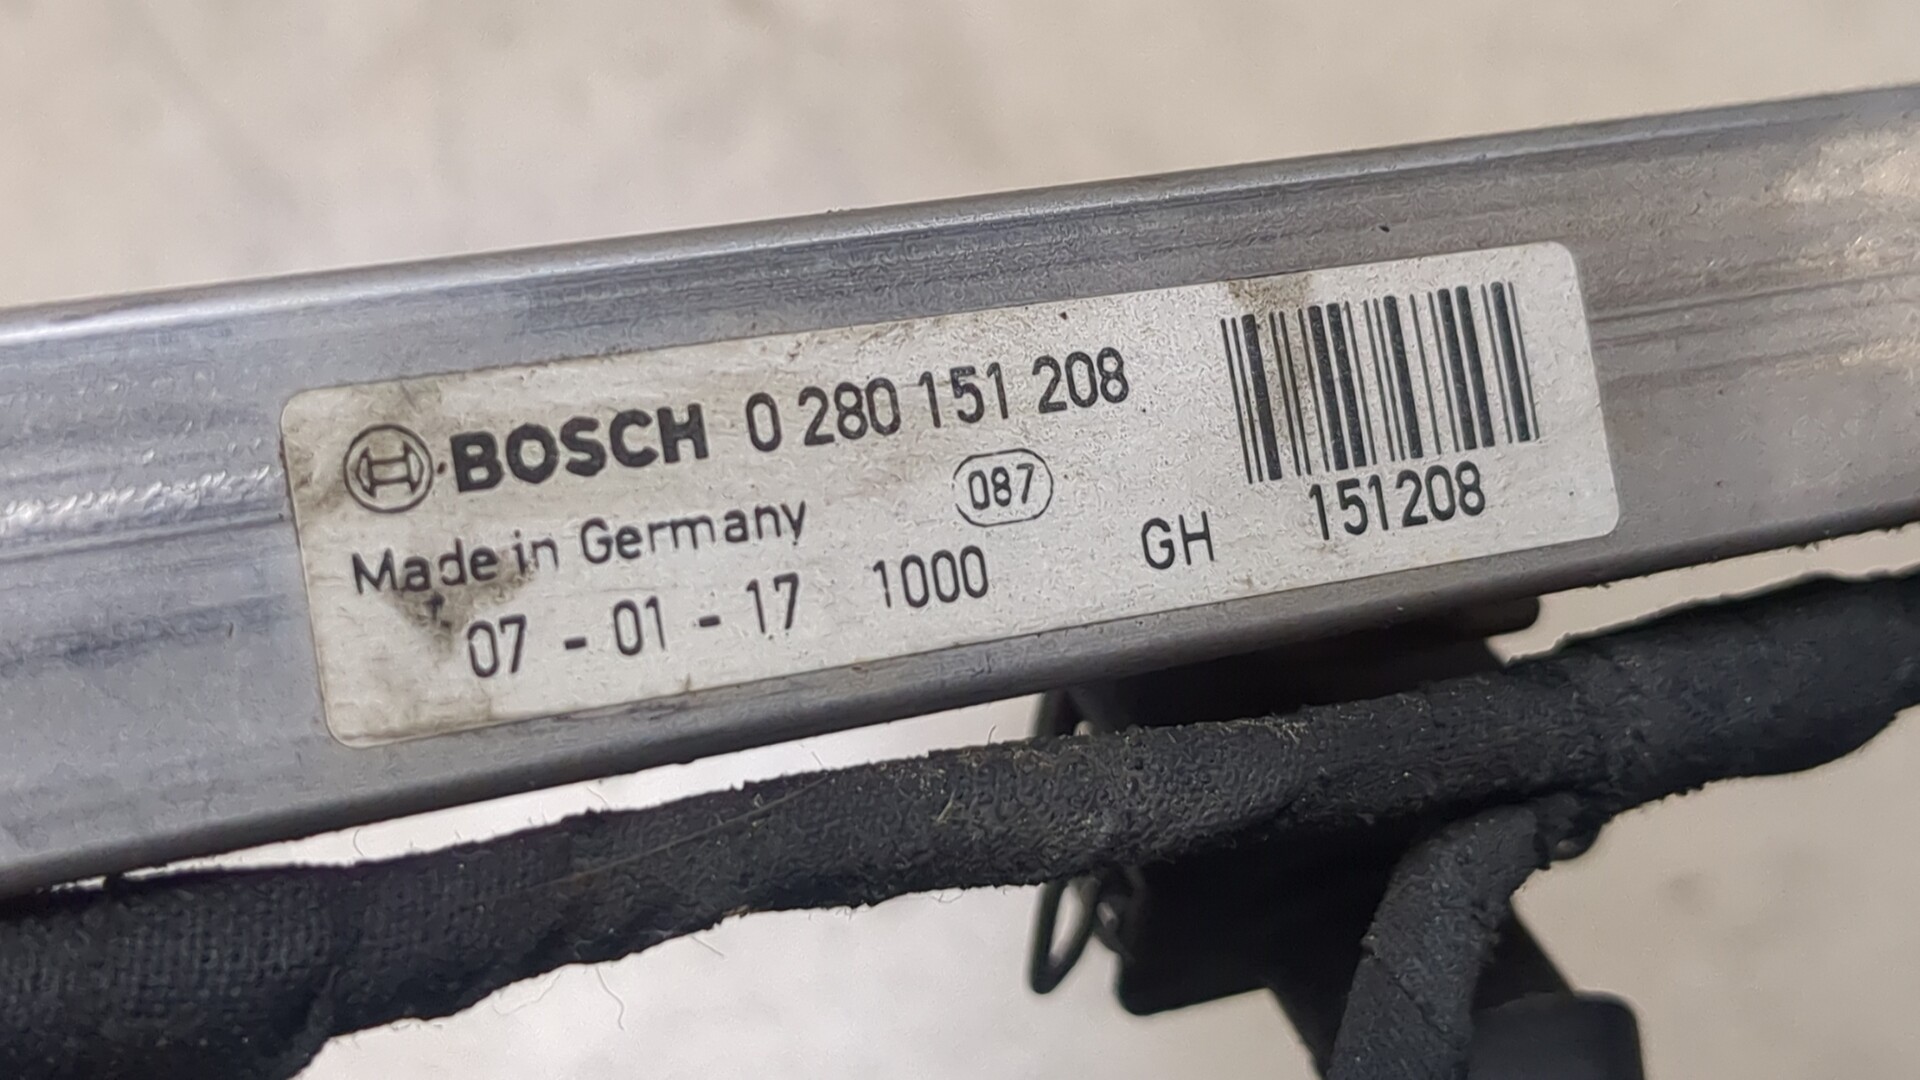 BOSCH 0 280 151 208
Made in Germany 087
07 - 01 - 17 1000 GH 151208